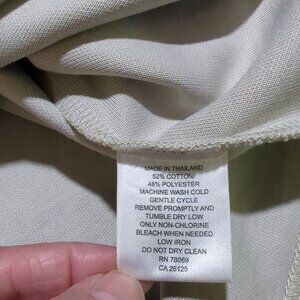 MADE IN THAILAND
52% COTTON/
48% POLYESTER
MACHINE WASH COLD
GENTLE CYCLE
REMOVE PROMPTLY AND
TUMBLE DRY LOW
ONLY NON-CHLORINE
BLEACH WHEN NEEDED
LOW IRON
DO NOT DRY CLEAN
RN 78069
CA 26125